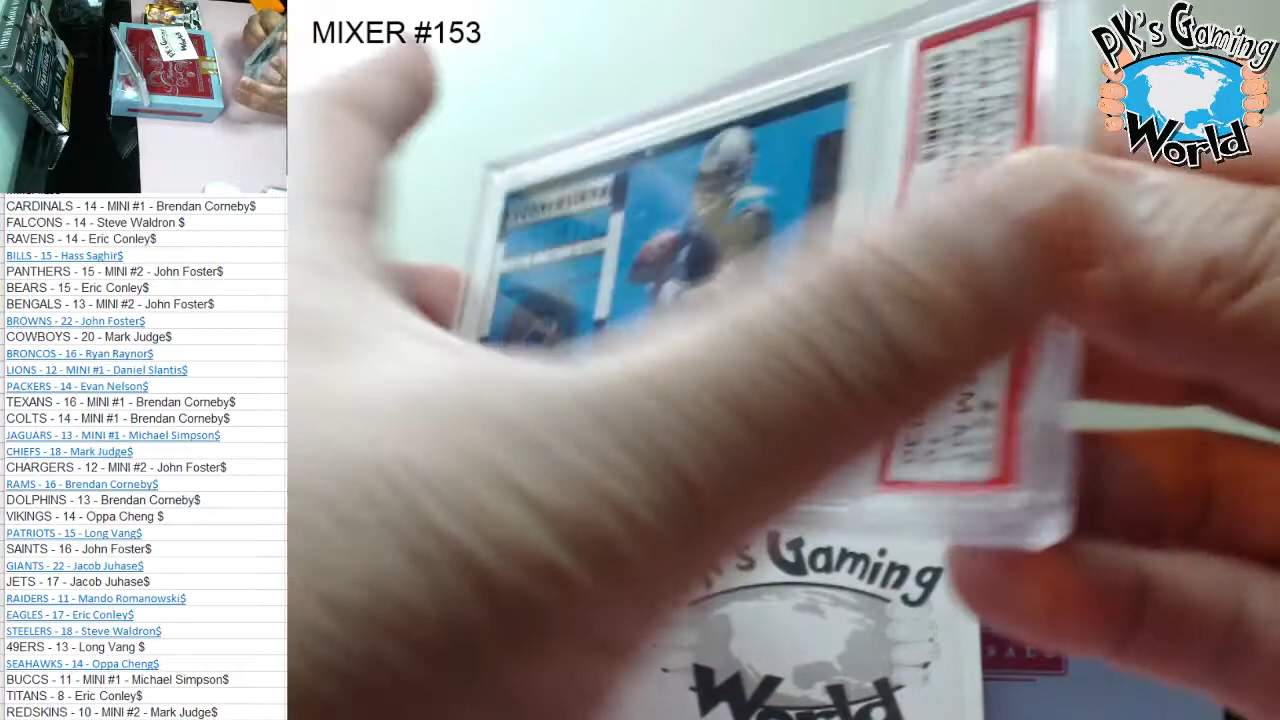 MIXER #153
PK's Gaming
World
PK's
Gaming
World
CARDINALS - 14 - MINI #1 - Brendan Corneby$
FALCONS - 14 - Steve Waldron $
RAVENS - 14 - Eric Conley$
BILLS - 15 - Hass Saghir$
PANTHERS - 15 - MINI #2 - John Foster$
BEARS - 15 - Eric Conley$
BENGALS - 13 - MINI #2 - John Foster$
BROWNS - 22 - John Foster$
COWBOYS - 20 - Mark Judge$
BRONCOS - 16 - Ryan Raynor$
LIONS - 12 - MINI #1 - Daniel Slantis$
PACKERS - 14 - Evan Nelson$
TEXANS - 16 - MINI #1 - Brendan Corneby$
COLTS - 14 - MINI #1 - Brendan Corneby$
JAGUARS - 13 - MINI #1 - Michael Simpson$
CHIEFS - 18 - Mark Judge$
CHARGERS - 12 - MINI #2 - John Foster$
RAMS - 16 - Brendan Corneby$
DOLPHINS - 13 - Brendan Corneby$
VIKINGS - 14 - Oppa Cheng $
PATRIOTS - 15 - Long Vang$
SAINTS - 16 - John Foster$
GIANTS - 22 - Jacob Juhase$
JETS - 17 - Jacob Juhase$
RAIDERS - 11 - Mando Romanowski$
EAGLES - 17 - Eric Conley$
STEELERS - 18 - Steve Waldron$
49ERS - 13 - Long Vang $
SEAHAWKS - 14 - Oppa Cheng$
BUCCS - 11 - MINI #1 - Michael Simpson$
TITANS - 8 - Eric Conley$
REDSKINS - 10 - MINI #2 - Mark Judge$
's Gaming
World